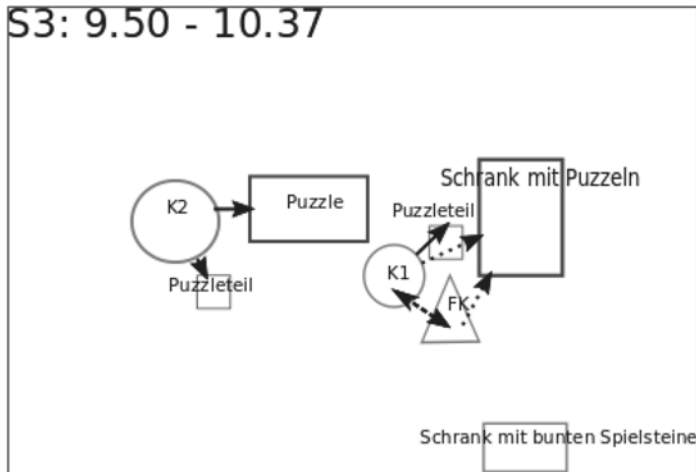 S3: 9.50 - 10.37
Schrank mit Puzzeln
K2
Puzzle
Puzzleteil
K1
Puzzleteil
FK
Schrank mit bunten Spielsteine